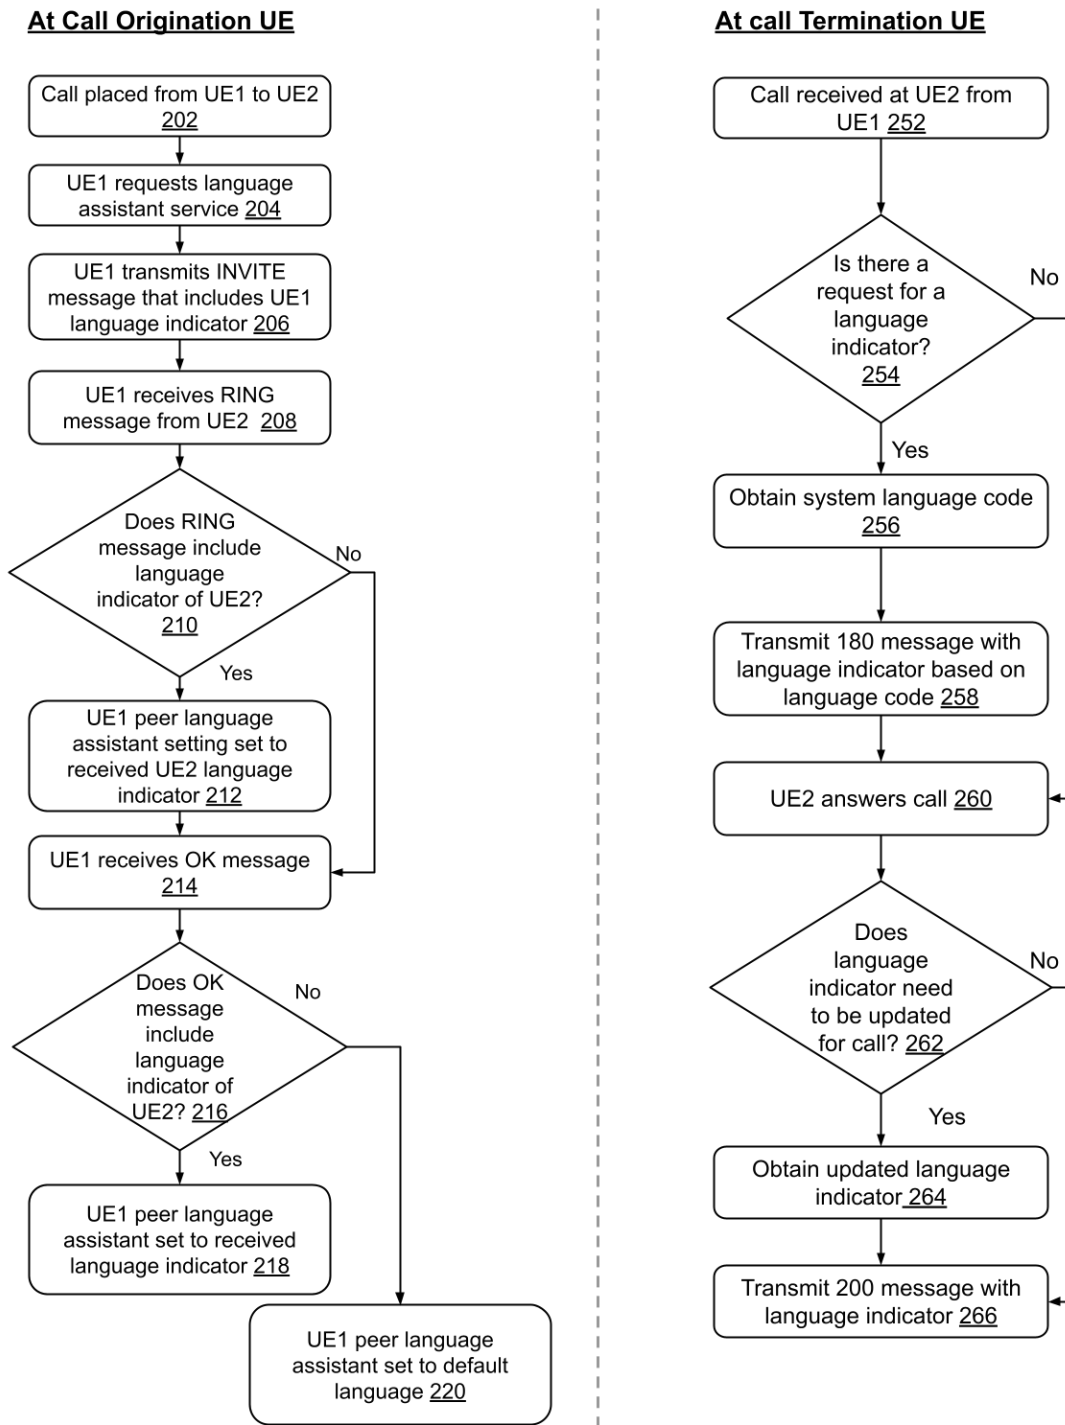 At Call Origination UE
Call placed from UE1 to UE2
202
UE1 requests language
assistant service 204
UE1 transmits INVITE
message that includes UE1
language indicator 206
UE1 receives RING
message from UE2 208
Does RING
message include
language
indicator of UE2?
210
No
Yes
UE1 peer language
assistant setting set to
received UE2 language
indicator 212
UE1 receives OK message
214
Does OK
message
include
language
indicator of
UE2? 216
No
Yes
UE1 peer language
assistant set to received
language indicator 218
UE1 peer language
assistant set to default
language 220
At call Termination UE
Call received at UE2 from
UE1 252
Is there a
request for a
language
indicator?
254
No
Yes
Obtain system language code
256
Transmit 180 message with
language indicator based on
language code 258
UE2 answers call 260
Does
language
indicator need
to be updated
for call? 262
No
Yes
Obtain updated language
indicator 264
Transmit 200 message with
language indicator 266